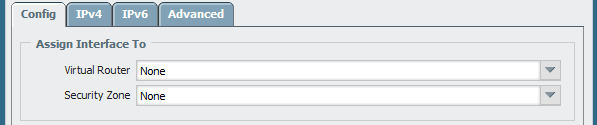 Config IPv4 IPv6 Advanced
Assign Interface To
Virtual Router None
Security Zone None